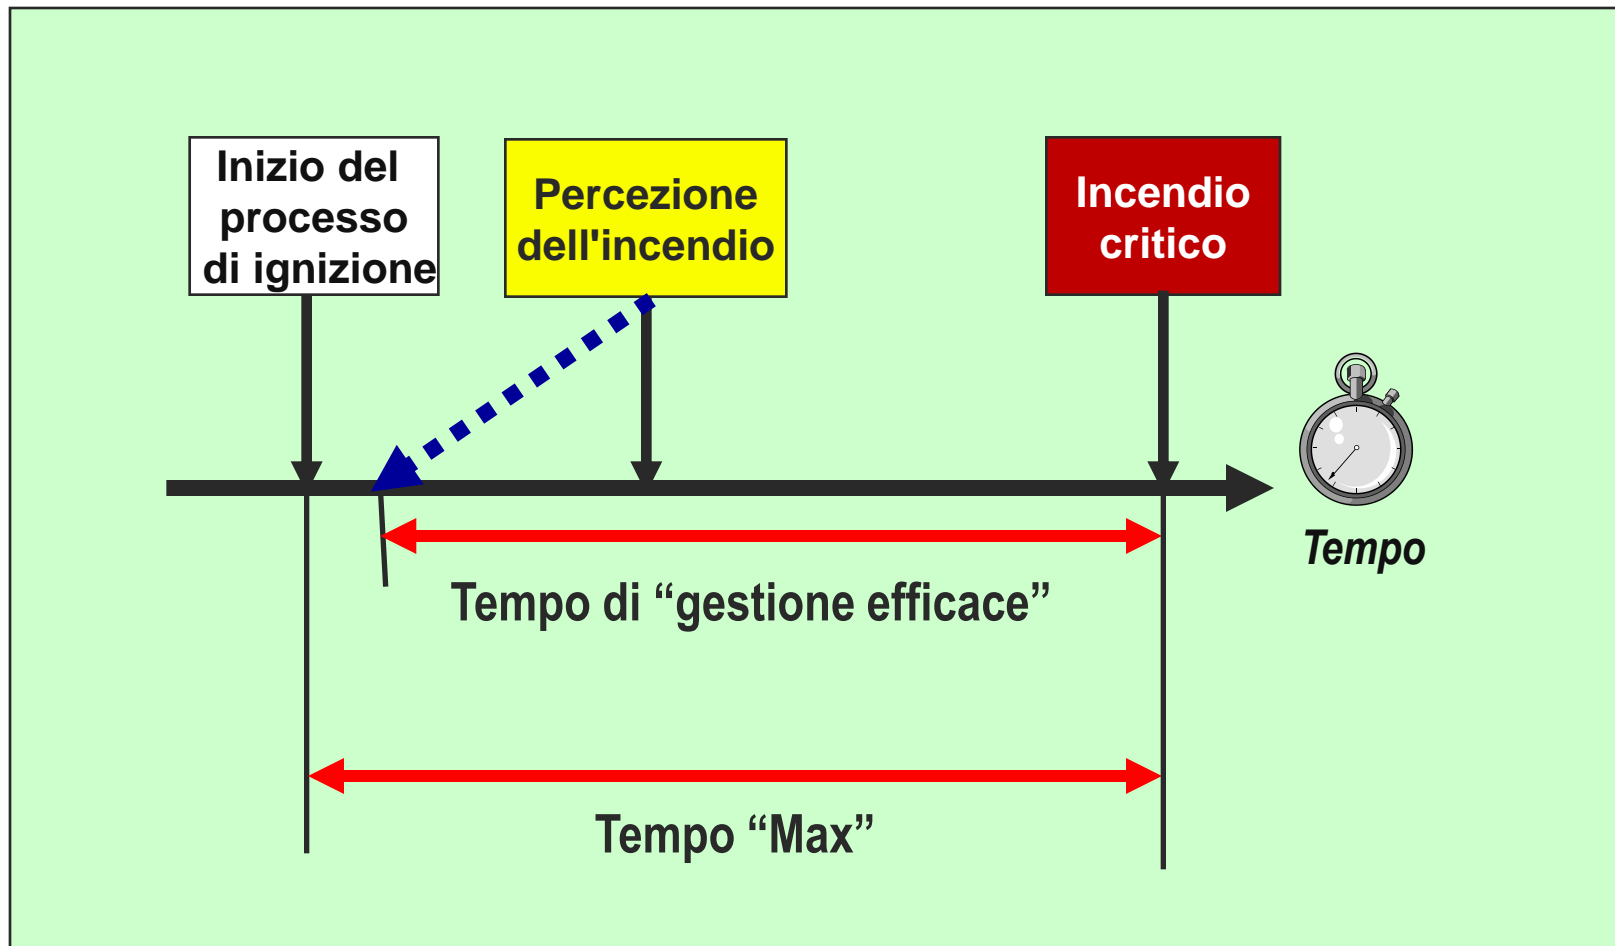 Inizio del
processo
di ignizione
Percezione
dell'incendio
Incendio
critico
Tempo
Tempo di “gestione efficace”
Tempo “Max”